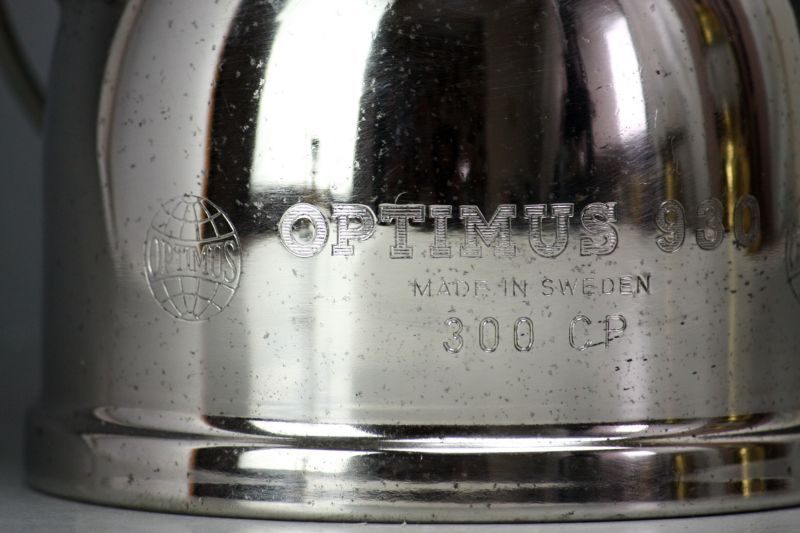 OPTIMUS
OPTIMUS 930
MADE IN SWEDEN
300 CP